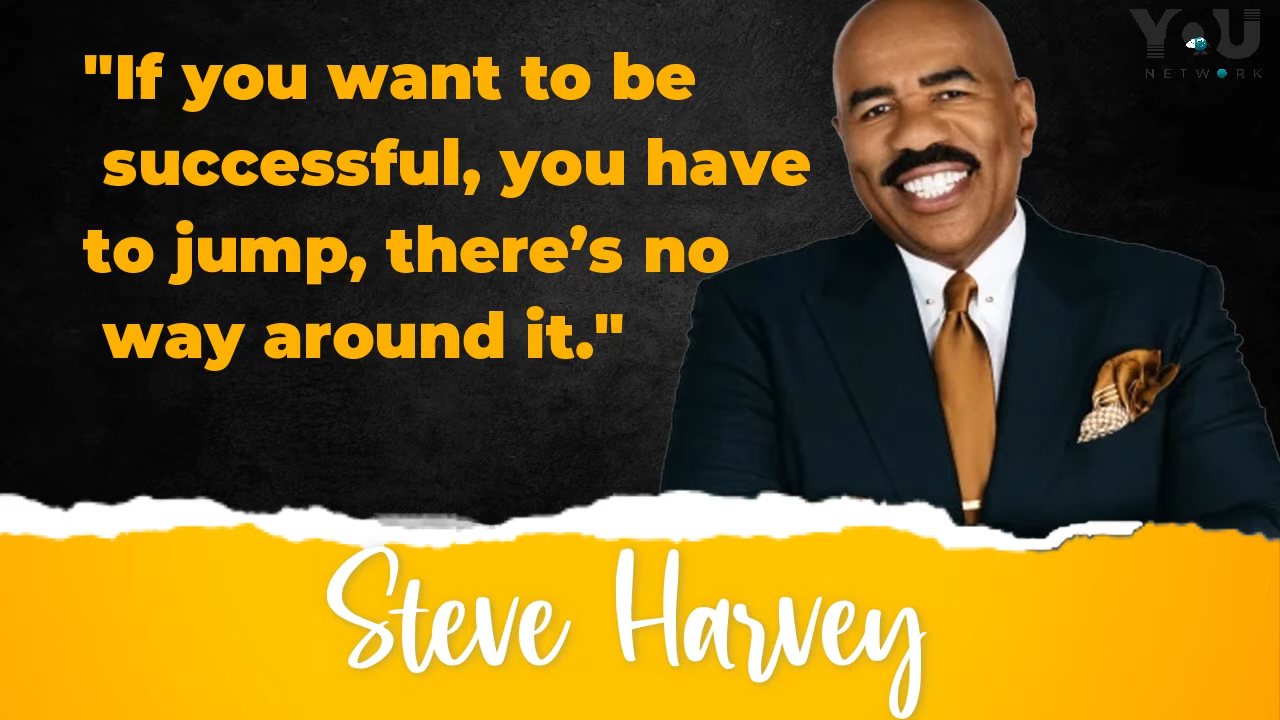 "If you want to be
successful, you have
to jump, there’s no
way around it."
Steve Harvey
YOU
NETWORK